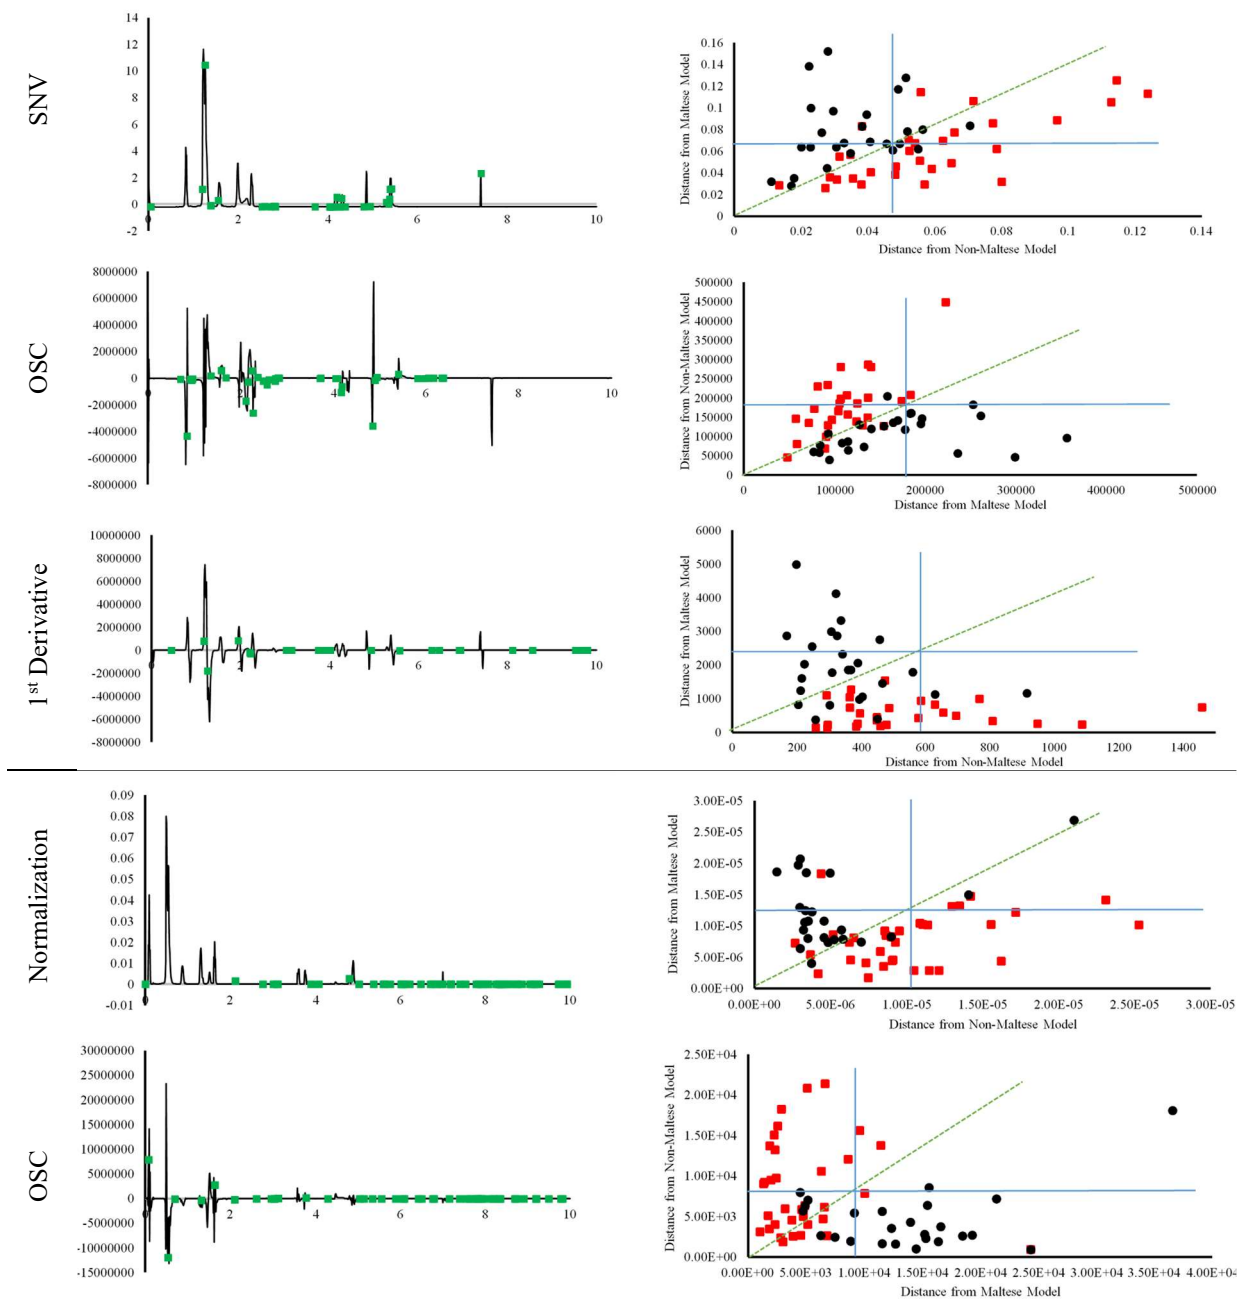 SNV
14
12
10
8
6
4
2
0
-2
0 2 4 6 8 10
Distance from Maltese Model
0.16
0.14
0.12
0.1
0.08
0.06
0.04
0.02
0
0 0.02 0.04 0.06 0.08 0.1 0.12 0.14
Distance from Non-Maltese Model
OSC
8000000
6000000
4000000
2000000
0
-2000000
-4000000
-6000000
-8000000
0 2 4 6 8 10
Distance from Non-Maltese Model
500000
450000
400000
350000
300000
250000
200000
150000
100000
50000
0
0 100000 200000 300000 400000 500000
Distance from Maltese Model
1st Derivative
10000000
8000000
6000000
4000000
2000000
0
-2000000
-4000000
-6000000
-8000000
0 2 4 6 8 10
Distance from Maltese Model
6000
5000
4000
3000
2000
1000
0
0 200 400 600 800 1000 1200 1400
Distance from Non-Maltese Model
Normalization
0.09
0.08
0.07
0.06
0.05
0.04
0.03
0.02
0.01
0
-0.01
0 2 4 6 8 10
Distance from Maltese Model
3.00E-05
2.50E-05
2.00E-05
1.50E-05
1.00E-05
5.00E-06
0.00E+00
0.00E+00 5.00E-06 1.00E-05 1.50E-05 2.00E-05 2.50E-05 3.00E-05
Distance from Non-Maltese Model
OSC
30000000
25000000
20000000
15000000
10000000
5000000
0
-5000000
-10000000
-15000000
0 2 4 6 8 10
Distance from Non-Maltese Model
2.50E+04
2.00E+04
1.50E+04
1.00E+04
5.00E+03
0.00E+00
0.00E+00 5.00E+03 1.00E+04 1.50E+04 2.00E+04 2.50E+04 3.00E+04 3.50E+04 4.00E+04
Distance from Maltese Model